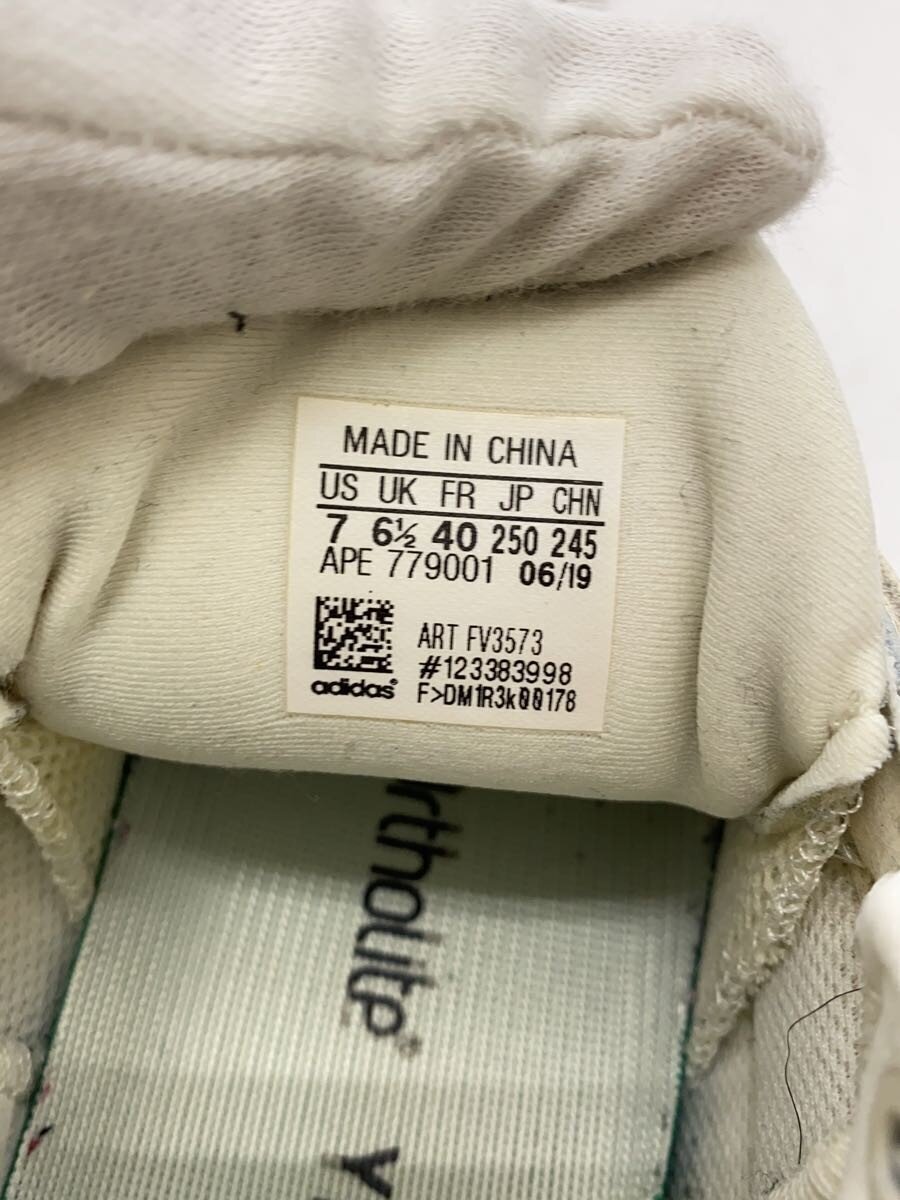 MADE IN CHINA
US UK FR JP CHN
7 6½ 40 250 245
APE 779001 06/19
ART FV3573
#123383998
adidas® F>DM1R3k00178
rtholite®